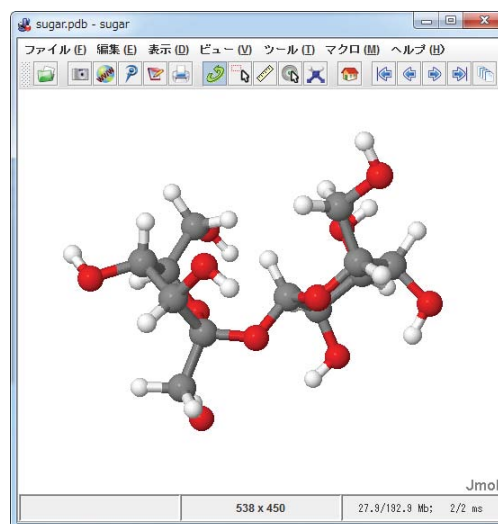 sugar.pdb - sugar
ファイル(F) 編集(E) 表示(D) ビュー(V) ツール(T) マクロ(M) ヘルプ(H)
Jmol
538 x 450 27.9/192.9 Mb; 2/2 ms